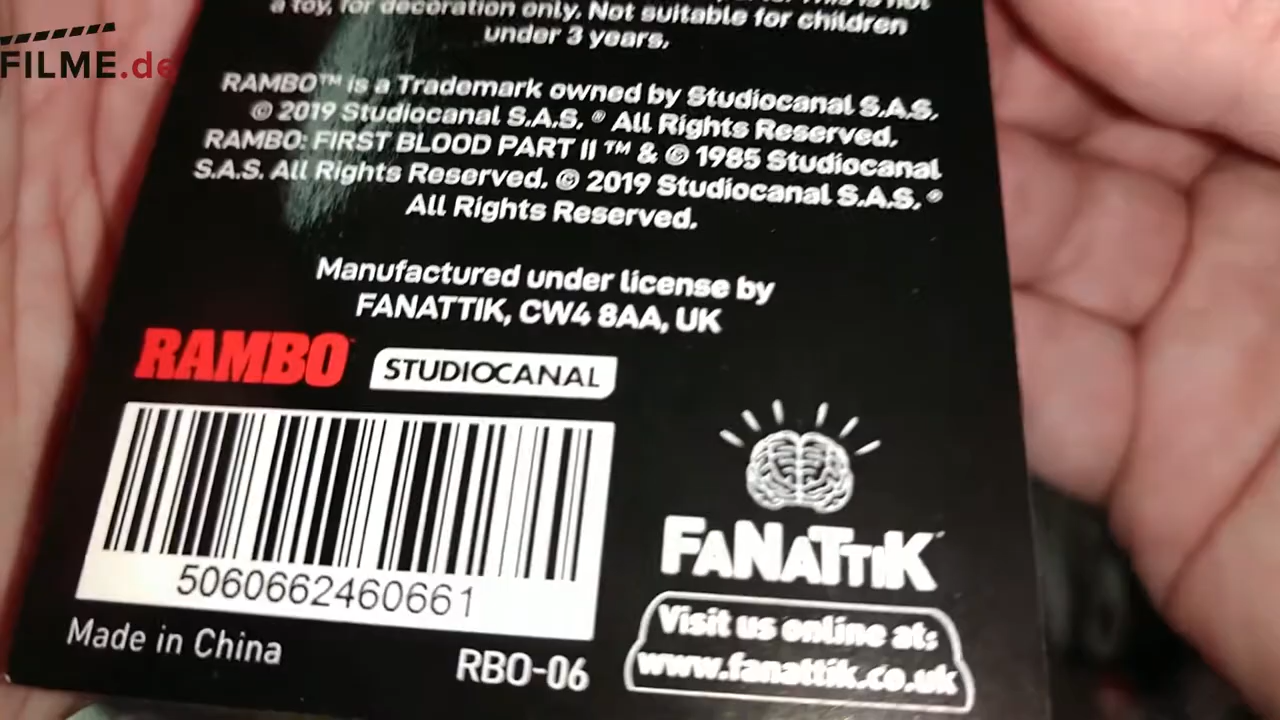 FILME.de
a toy, for decoration only. Not suitable for children
under 3 years.
RAMBO™ is a Trademark owned by Studiocanal S.A.S.
© 2019 Studiocanal S.A.S. ® All Rights Reserved.
RAMBO: FIRST BLOOD PART II ™ & © 1985 Studiocanal
S.A.S. All Rights Reserved. © 2019 Studiocanal S.A.S. ®
All Rights Reserved.
Manufactured under license by
FANATTIK, CW4 8AA, UK
RAMBO
STUDIOCANAL
5060662460661
Made in China
RBO-06
FANATTIK
Visit us online at:
www.fanattik.co.uk